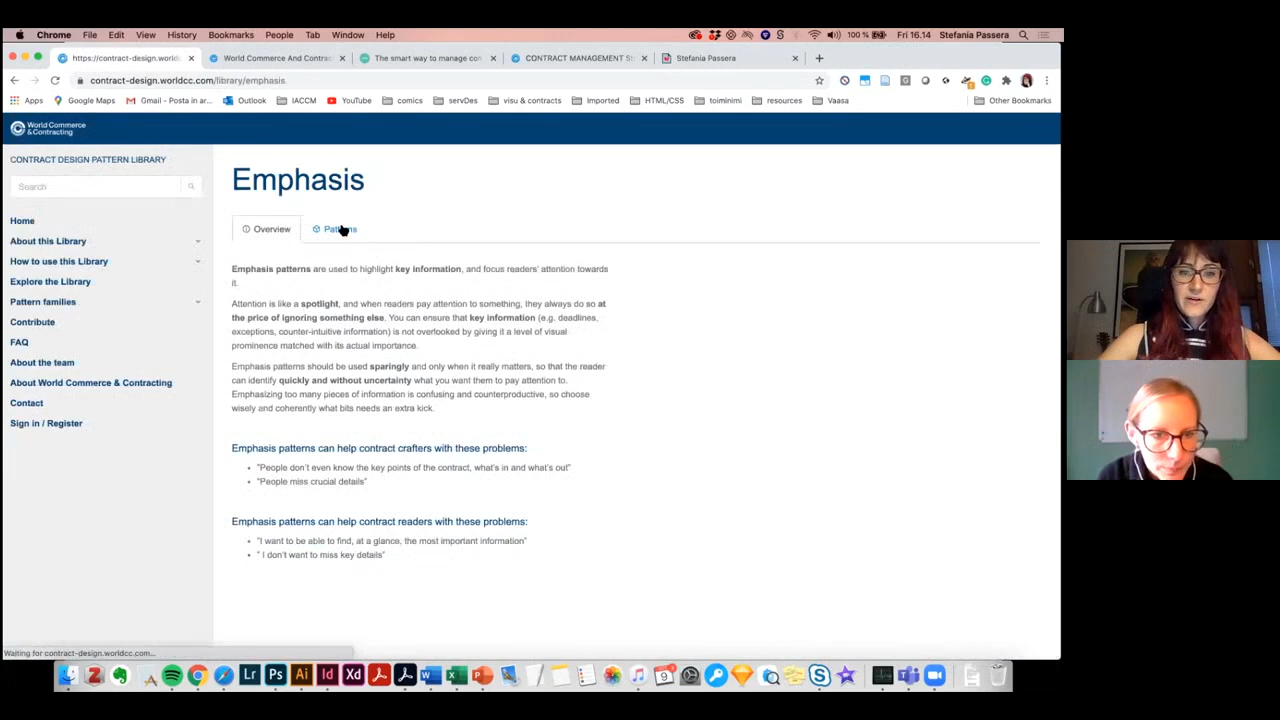 Chrome File Edit View History Bookmarks People Tab Window Help 100 % Fri 16.14 Stefania Passera
https://contract-design.world World Commerce And Contrac The smart way to manage con CONTRACT MANAGEMENT S Stefania Passera
contract-design.worldcc.com/library/emphasis
Apps Google Maps Gmail - Posta in ar... Outlook IACCM YouTube comics servDes visu & contracts Imported HTML/CSS toiminimi resources Vaasa Other Bookmarks
World Commerce
& Contracting
CONTRACT DESIGN PATTERN LIBRARY
Search
Home
About this Library
How to use this Library
Explore the Library
Pattern families
Contribute
FAQ
About the team
About World Commerce & Contracting
Contact
Sign in / Register
Emphasis
Overview Patterns
Emphasis patterns are used to highlight key information, and focus readers' attention towards
it.
Attention is like a spotlight, and when readers pay attention to something, they always do so at
the price of ignoring something else. You can ensure that key information (e.g. deadlines,
exceptions, counter-intuitive information) is not overlooked by giving it a level of visual
prominence matched with its actual importance.
Emphasis patterns should be used sparingly and only when it really matters, so that the reader
can identify quickly and without uncertainty what you want them to pay attention to.
Emphasizing too many pieces of information is confusing and counterproductive, so choose
wisely and coherently what bits needs an extra kick.
Emphasis patterns can help contract crafters with these problems:
"People don't even know the key points of the contract, what's in and what's out"
"People miss crucial details"
Emphasis patterns can help contract readers with these problems:
"I want to be able to find, at a glance, the most important information"
" I don't want to miss key details"
Waiting for contract-design.worldcc.com...
Lr Ps Ai Id Xd 9